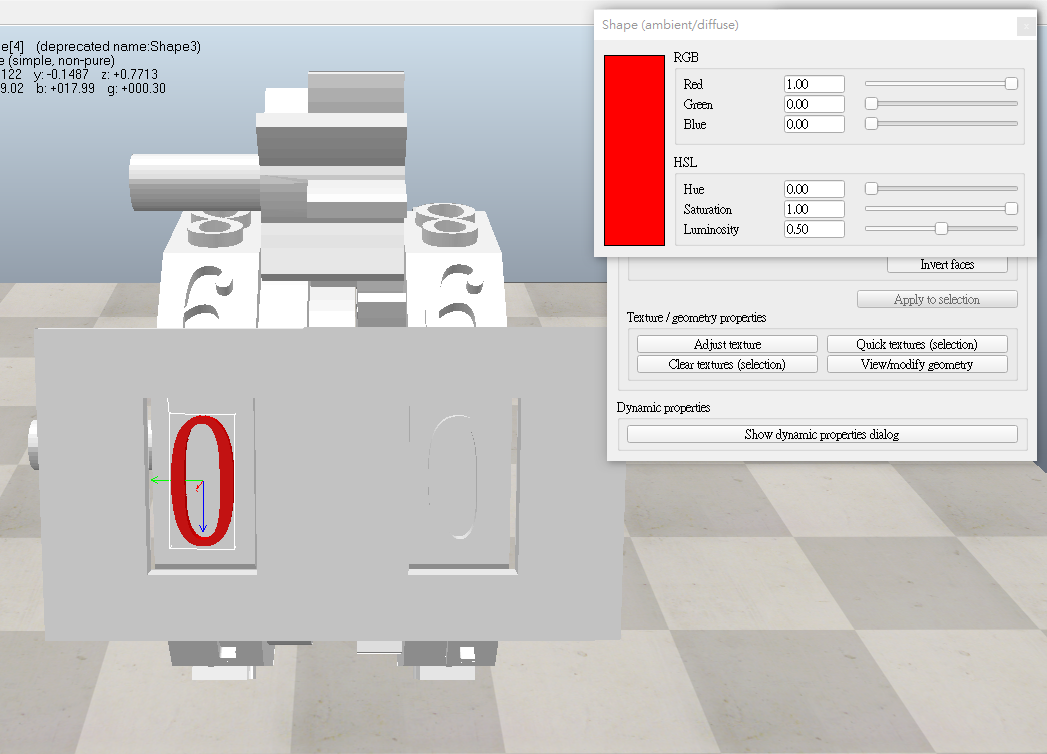 Shape (ambient/diffuse)
x
e[4] (deprecated name:Shape3)
e (simple, non-pure)
122 y: -0.1487 z: +0.7713
9.02 b: +017.99 g: +000.30
RGB
Red 1.00
Green 0.00
Blue 0.00
HSL
Hue 0.00
Saturation 1.00
Luminosity 0.50
Invert faces
Apply to selection
Texture / geometry properties
Adjust texture Quick textures (selection)
Clear textures (selection) View/modify geometry
Dynamic properties
Show dynamic properties dialog
0 0